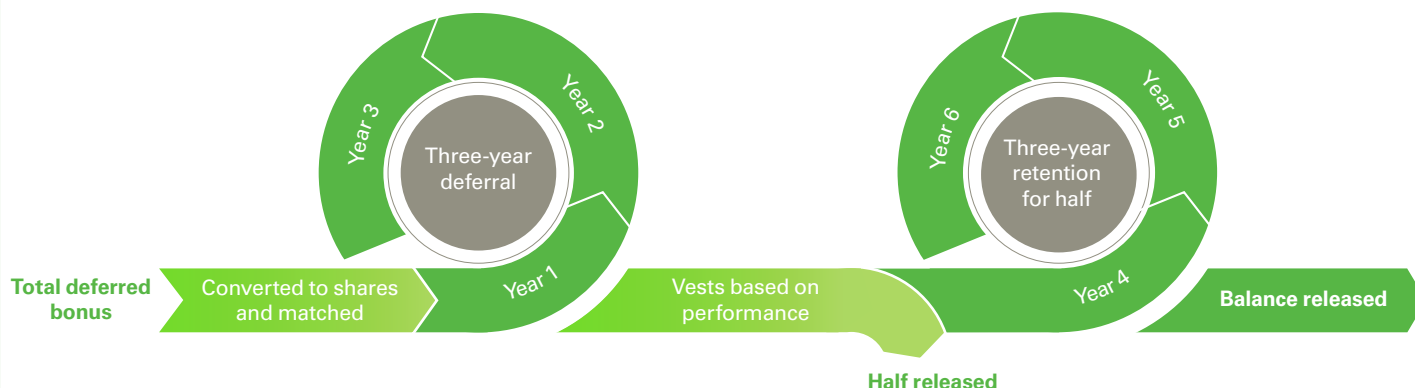 Total deferred
bonus
Converted to shares
and matched
Year 1
Year 2
Year 3
Three-year
deferral
Vests based on
performance
Half released
Year 4
Year 5
Year 6
Three-year
retention
for half
Balance released